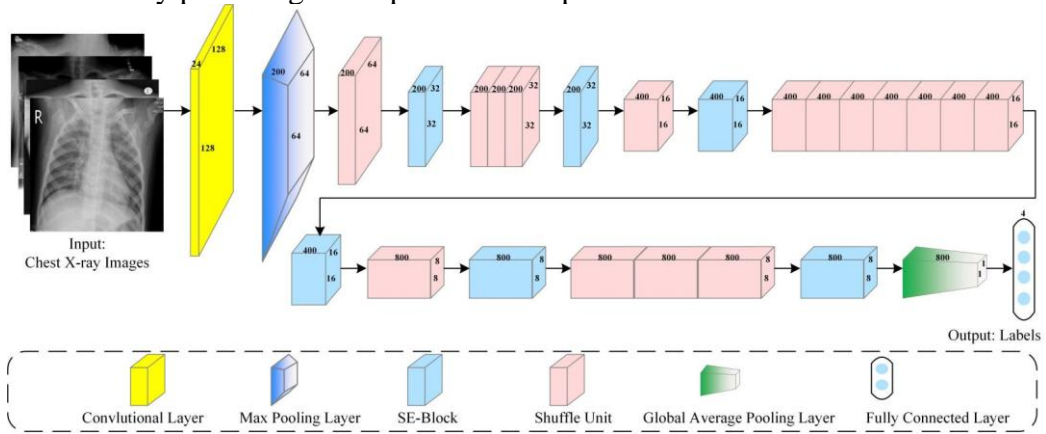 R
24 128 128
200 64 64
200 64 64
200 32 32
200 200 200 32 32
200 32 32
400 16 16
400 16 16
400 400 400 400 400 400 400 16 16
Input:
Chest X-ray Images
400 16 16
800 8 8
800 8 8
800 800 800 8 8
800 8 8
800 1 1
4
Output: Labels
Convlutional Layer
Max Pooling Layer
SE-Block
Shuffle Unit
Global Average Pooling Layer
Fully Connected Layer